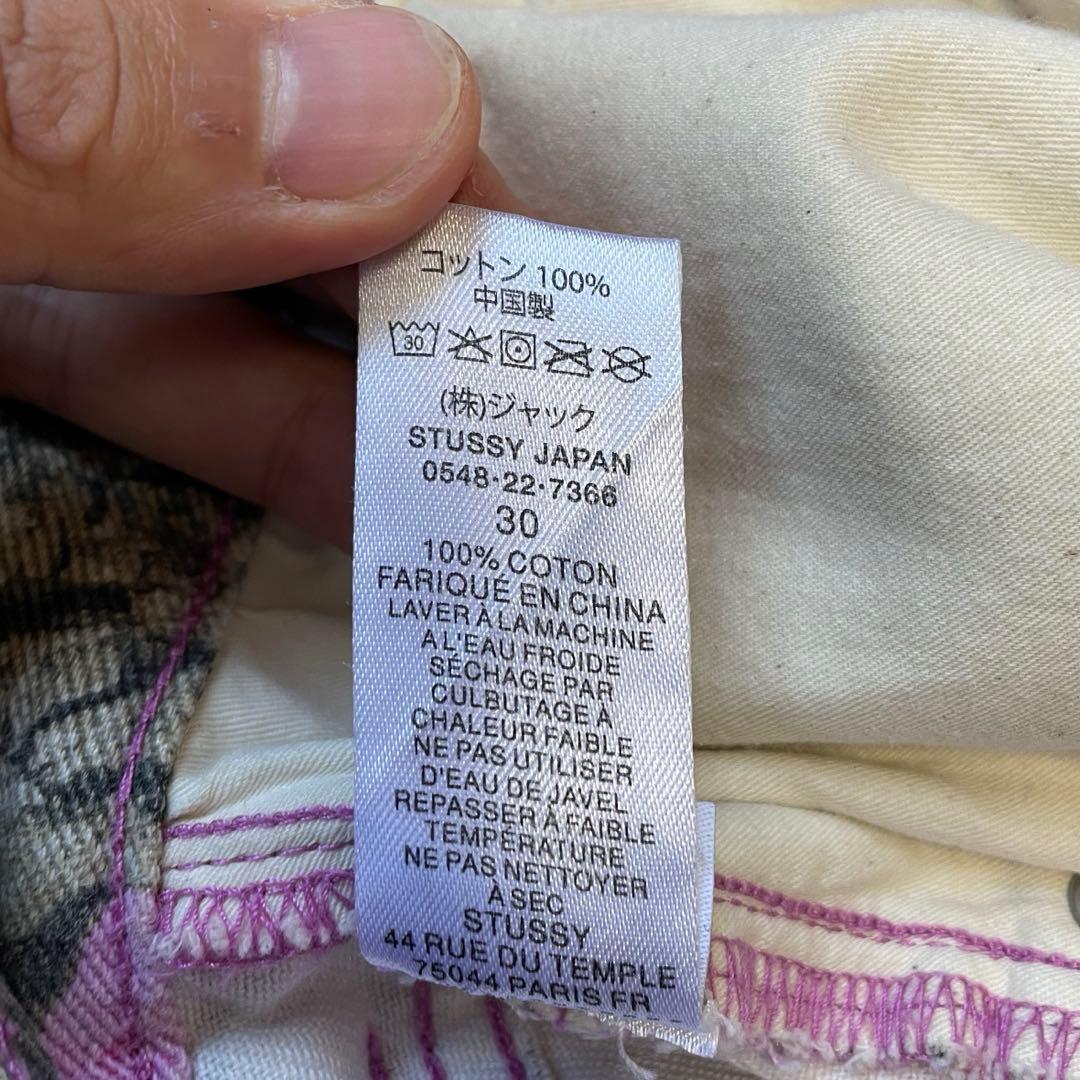 コットン 100%
中国製
30
(株)ジャック
STUSSY JAPAN
0548·22·7366
30
100% COTON
FARIQUÉ EN CHINA
LAVER À LA MACHINE
A L'EAU FROIDE
SÉCHAGE PAR
CULBUTAGE À
CHALEUR FAIBLE
NE PAS UTILISER
D'EAU DE JAVEL
REPASSER À FAIBLE
TEMPÉRATURE
NE PAS NETTOYER
À SEC
STUSSY
44 RUE DU TEMPLE
75044 PARIS FR